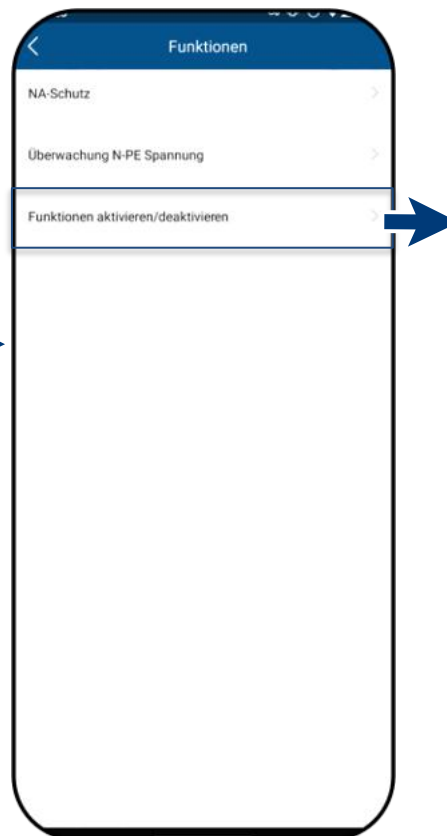 Funktionen
NA-Schutz
Überwachung N-PE Spannung
Funktionen aktivieren/deaktivieren